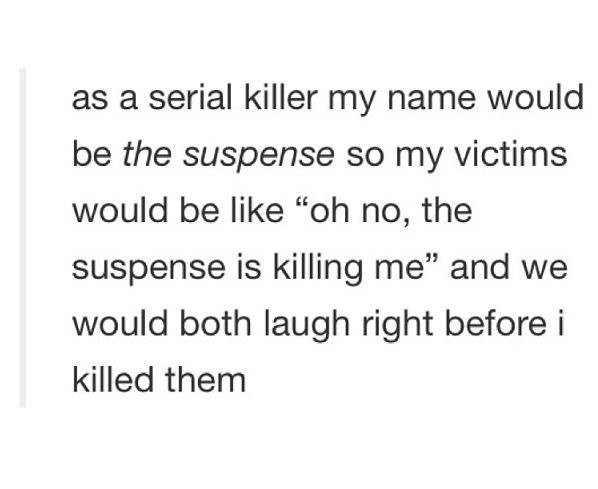 as a serial killer my name would
be the suspense so my victims
would be like “oh no, the
suspense is killing me” and we
would both laugh right before i
killed them